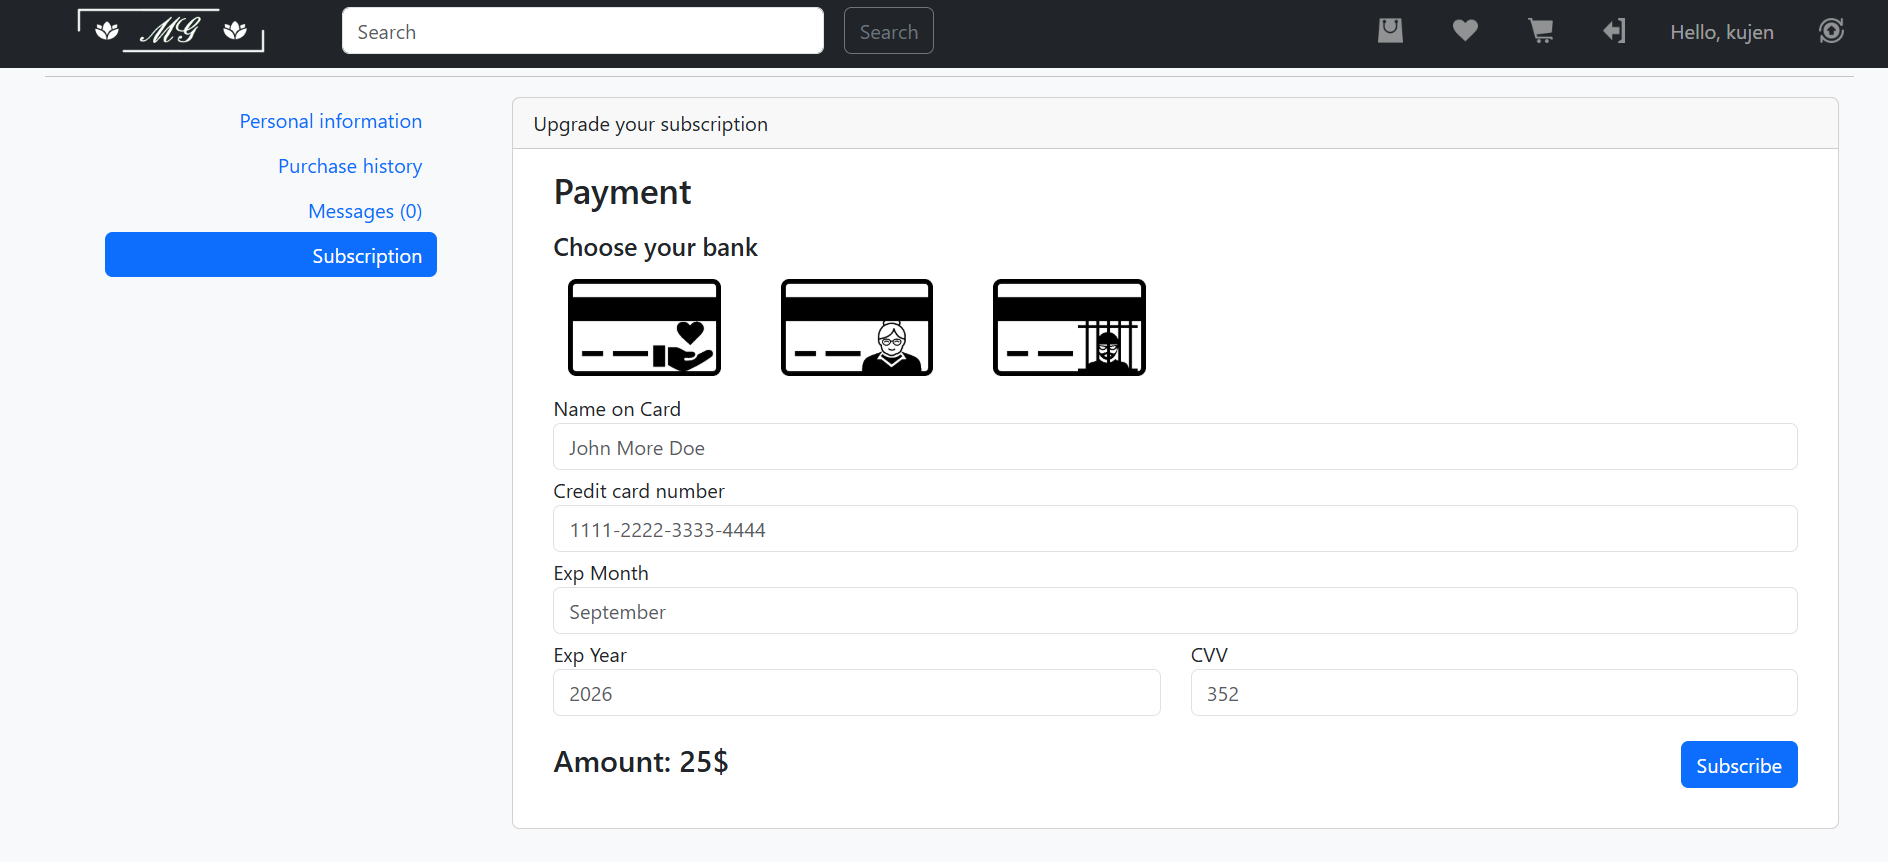 MG
Search
Search
Hello, kujen
Personal information
Purchase history
Messages (0)
Subscription
Upgrade your subscription
Payment
Choose your bank
Name on Card
John More Doe
Credit card number
1111-2222-3333-4444
Exp Month
September
Exp Year
CVV
2026
352
Amount: 25$
Subscribe